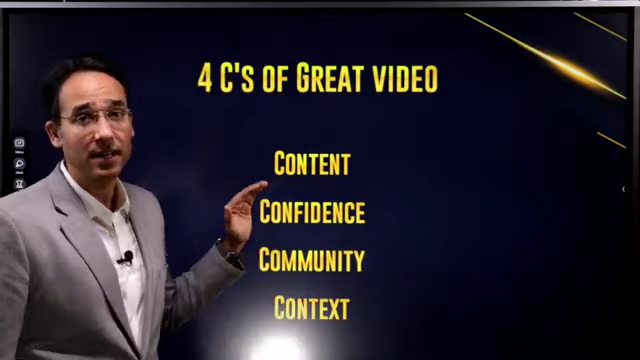 4 C's of Great video
Content
Confidence
Community
Context